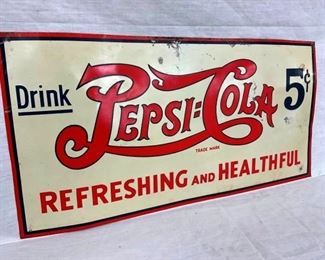 Drink PEPSI=COLA 5¢
TRADE MARK
REFRESHING AND HEALTHFUL